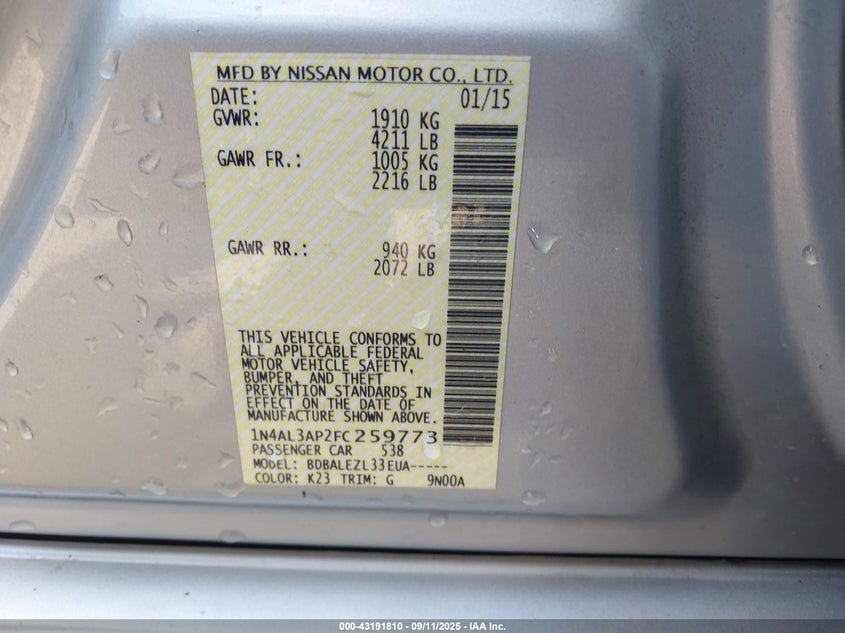 MFD BY NISSAN MOTOR CO., LTD.
DATE: 01/15
GVWR: 1910 KG
4211 LB
GAWR FR.: 1005 KG
2216 LB
GAWR RR.: 940 KG
2072 LB
THIS VEHICLE CONFORMS TO
ALL APPLICABLE FEDERAL
MOTOR VEHICLE SAFETY,
BUMPER, AND THEFT
PREVENTION STANDARDS IN
EFFECT ON THE DATE OF
MANUFACTURE SHOWN ABOVE.
1N4AL3AP2FC259773
PASSENGER CAR 538
MODEL: BDBALEZL33EUA-----
COLOR: K23 TRIM: G 9N00A
000-43191810 - 09/11/2025 - IAA Inc.